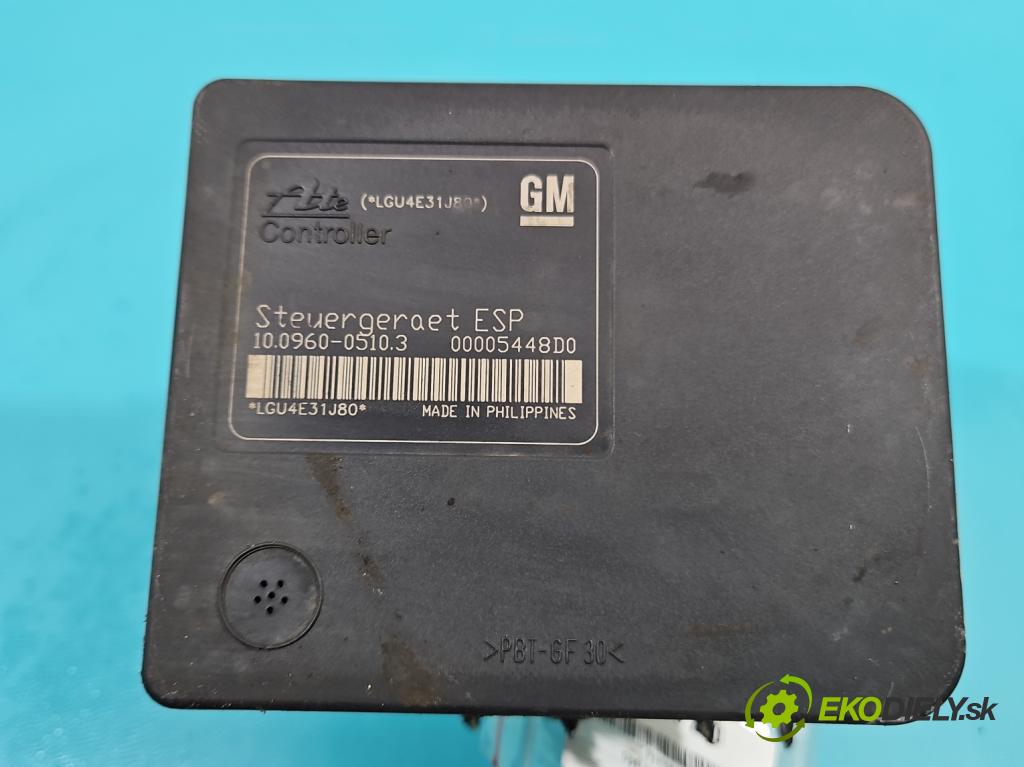 Ate (*LGU4E31J80*) GM
Controller
Steuergeraet ESP
10.0960-0510.3 00005448D0
*LGU4E31J80* MADE IN PHILIPPINES
>PBT-GF 30<
EKODIELY.sk